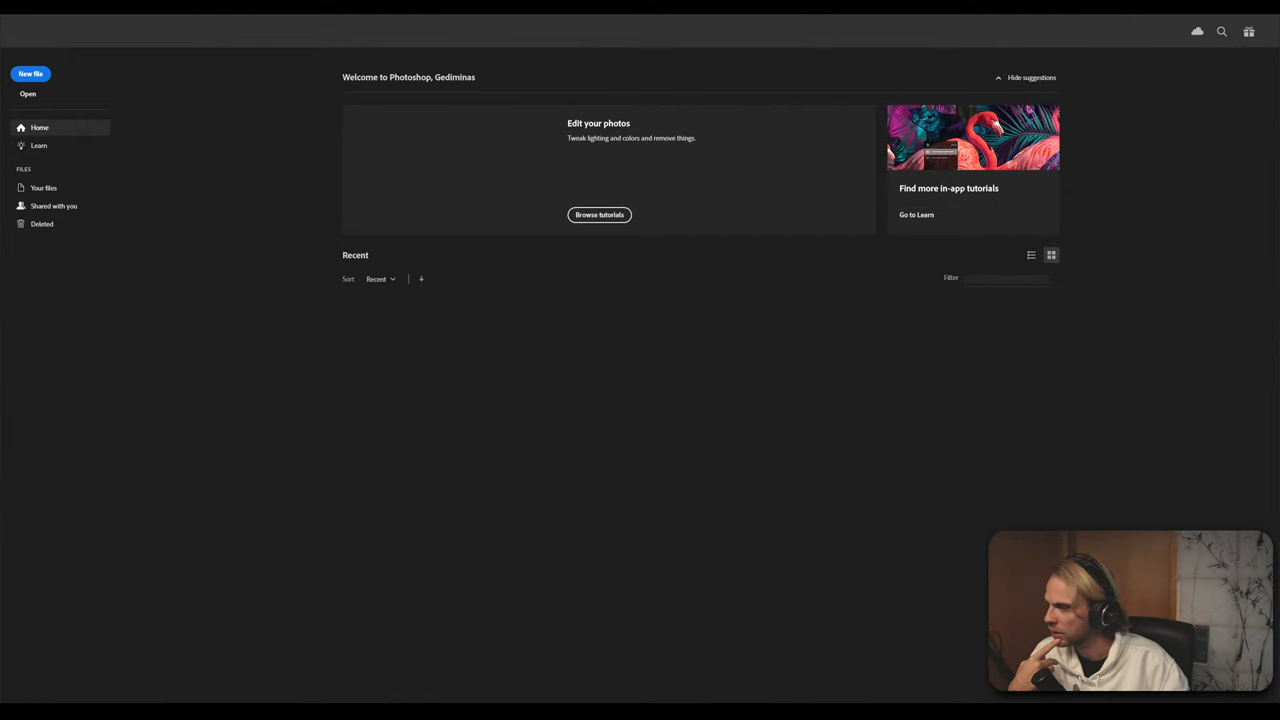 New file
Open
Home
Learn
FILES
Your files
Shared with you
Deleted
Welcome to Photoshop, Gediminas
Hide suggestions
Edit your photos
Tweak lighting and colors and remove things.
Browse tutorials
Find more in-app tutorials
Go to Learn
Recent
Sort Recent
Filter